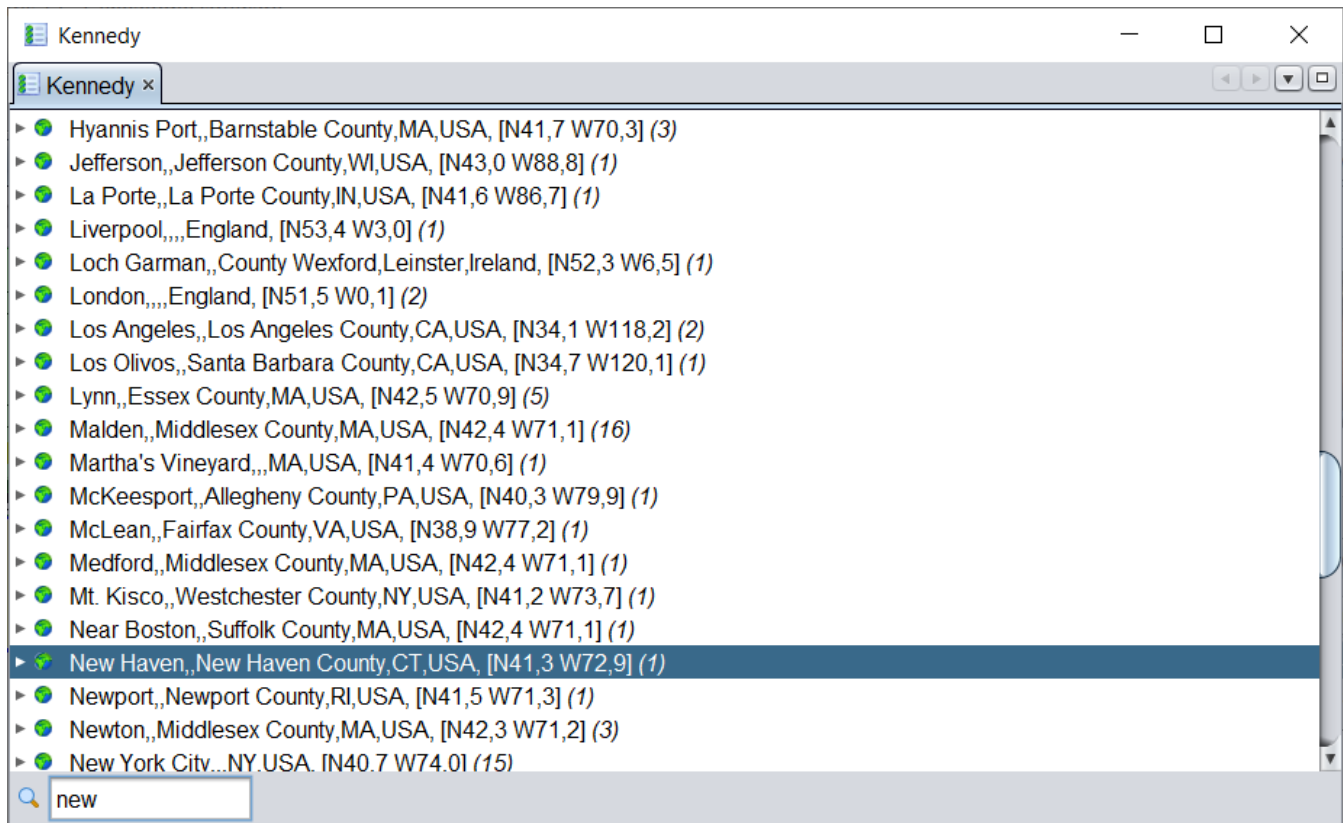 Kennedy
Kennedy
Hyannis Port,,Barnstable County,MA,USA, [N41,7 W70,3] (3)
Jefferson,,Jefferson County,WI,USA, [N43,0 W88,8] (1)
La Porte,,La Porte County,IN,USA, [N41,6 W86,7] (1)
Liverpool,,,,England, [N53,4 W3,0] (1)
Loch Garman,,County Wexford,Leinster,Ireland, [N52,3 W6,5] (1)
London,,,,England, [N51,5 W0,1] (2)
Los Angeles,,Los Angeles County,CA,USA, [N34,1 W118,2] (2)
Los Olivos,,Santa Barbara County,CA,USA, [N34,7 W120,1] (1)
Lynn,,Essex County,MA,USA, [N42,5 W70,9] (5)
Malden,,Middlesex County,MA,USA, [N42,4 W71,1] (16)
Martha's Vineyard,,,MA,USA, [N41,4 W70,6] (1)
McKeesport,,Allegheny County,PA,USA, [N40,3 W79,9] (1)
McLean,,Fairfax County,VA,USA, [N38,9 W77,2] (1)
Medford,,Middlesex County,MA,USA, [N42,4 W71,1] (1)
Mt. Kisco,,Westchester County,NY,USA, [N41,2 W73,7] (1)
Near Boston,,Suffolk County,MA,USA, [N42,4 W71,1] (1)
New Haven,,New Haven County,CT,USA, [N41,3 W72,9] (1)
Newport,,Newport County,RI,USA, [N41,5 W71,3] (1)
Newton,,Middlesex County,MA,USA, [N42,3 W71,2] (3)
New York City,,,NY,USA, [N40,7 W74,0] (15)
new